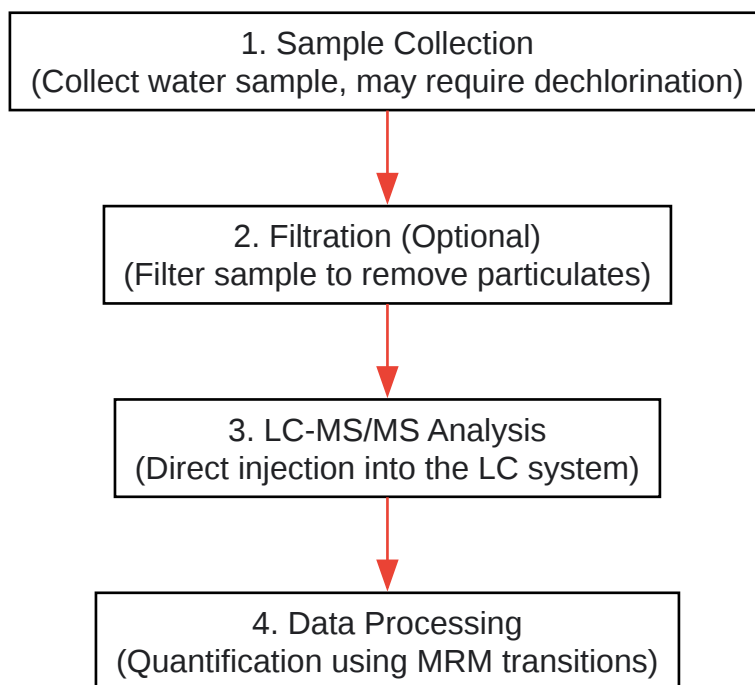 1. Sample Collection
(Collect water sample, may require dechlorination)
2. Filtration (Optional)
(Filter sample to remove particulates)
3. LC-MS/MS Analysis
(Direct injection into the LC system)
4. Data Processing
(Quantification using MRM transitions)